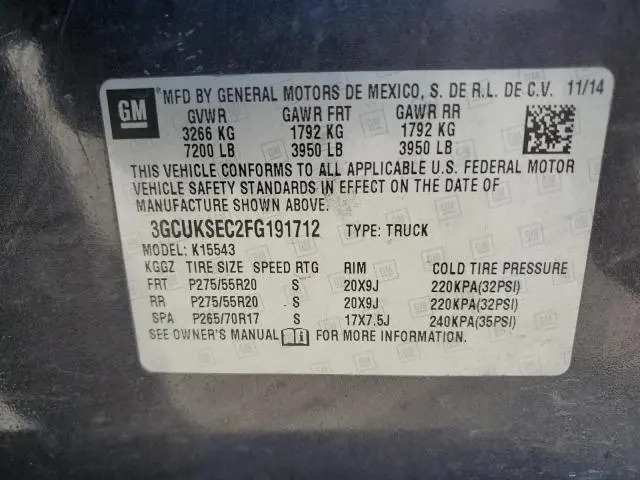 GM
MFD BY GENERAL MOTORS DE MEXICO, S. DE R.L. DE C.V. 11/14
GVWR GAWR FRT GAWR RR
3266 KG 1792 KG 1792 KG
7200 LB 3950 LB 3950 LB
THIS VEHICLE CONFORMS TO ALL APPLICABLE U.S. FEDERAL MOTOR
VEHICLE SAFETY STANDARDS IN EFFECT ON THE DATE OF
MANUFACTURE SHOWN ABOVE.
3GCUKSEC2FG191712 TYPE: TRUCK
MODEL: K15543
KGGZ TIRE SIZE SPEED RTG RIM COLD TIRE PRESSURE
FRT P275/55R20 S 20X9J 220KPA(32PSI)
RR P275/55R20 S 20X9J 220KPA(32PSI)
SPA P265/70R17 S 17X7.5J 240KPA(35PSI)
SEE OWNER'S MANUAL FOR MORE INFORMATION.